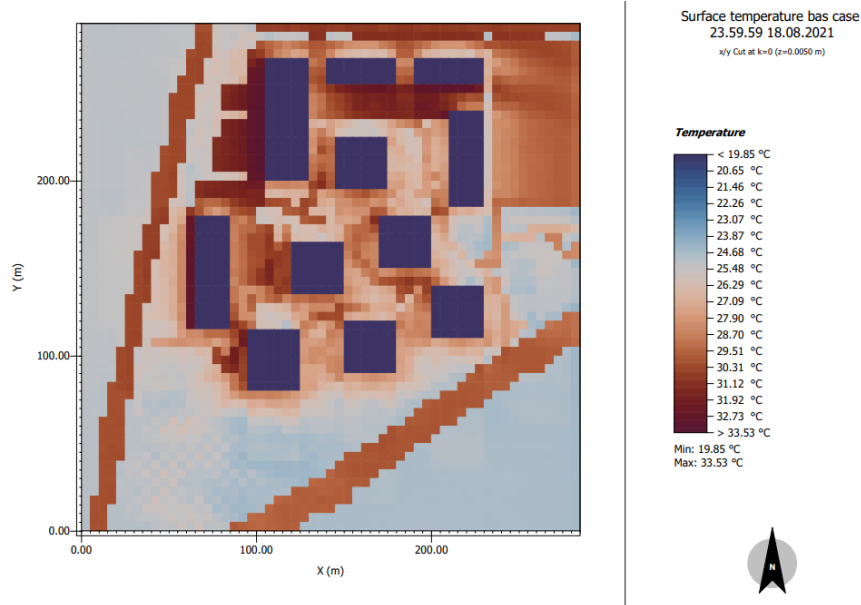 Surface temperature bas case
23.59.59 18.08.2021
x/y Cut at k=0 (z=0.0050 m)
Temperature
< 19.85 °C
20.65 °C
21.46 °C
22.26 °C
23.07 °C
23.87 °C
24.68 °C
25.48 °C
26.29 °C
27.09 °C
27.90 °C
28.70 °C
29.51 °C
30.31 °C
31.12 °C
31.92 °C
32.73 °C
> 33.53 °C
Min: 19.85 °C
Max: 33.53 °C
N
Y (m)
200.00
100.00
0.00
0.00 100.00 200.00
X (m)